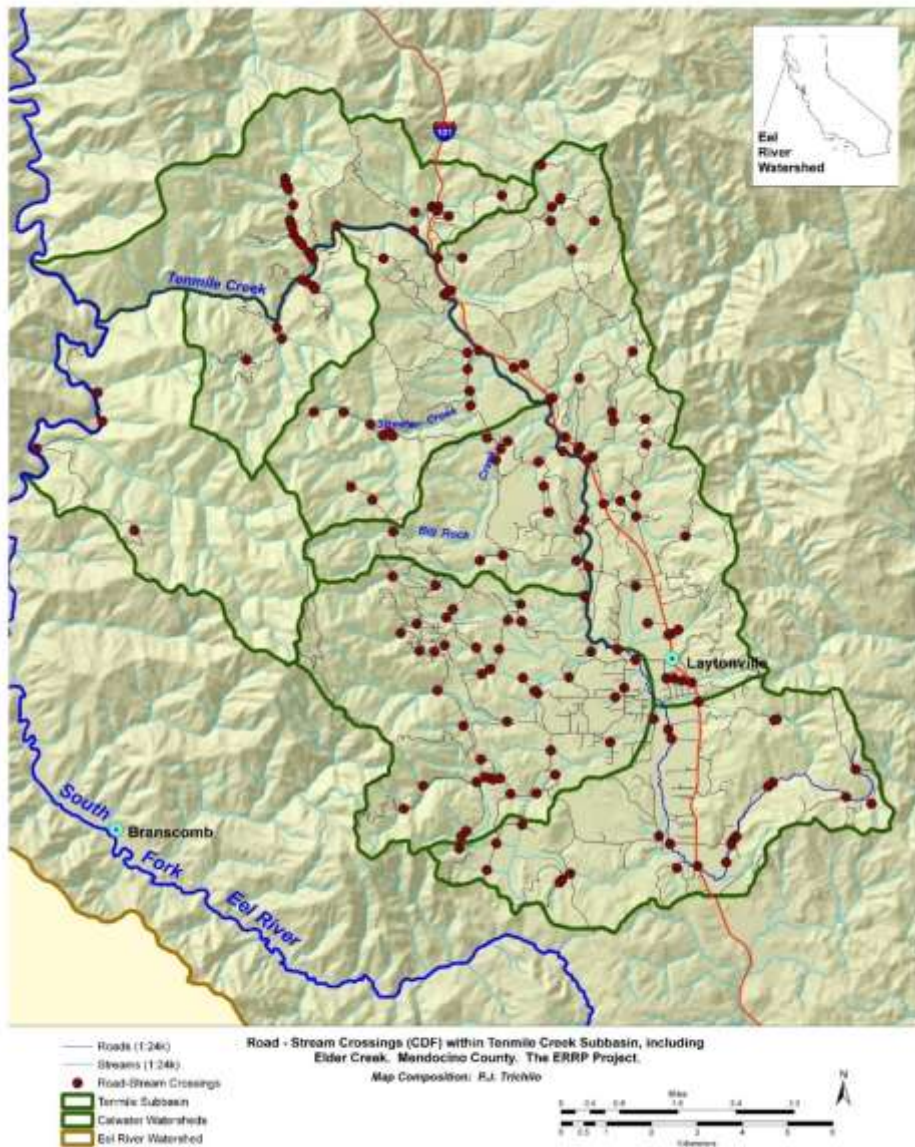 101
Eel
River
Watershed
Tenmile Creek
Streeter Creek
Creek
Big Rock
Laytonville
South
Branscomb
Fork
Eel River
Roads (1:24k)
Streams (1:24k)
Road-Stream Crossings
Tenmile Subbasin
Calwater Watersheds
Eel River Watershed
Road - Stream Crossings (CDF) within Tenmile Creek Subbasin, including
Elder Creek. Mendocino County. The ERRP Project.
Map Composition: P.J. Trichilo
N
Miles
Kilometers